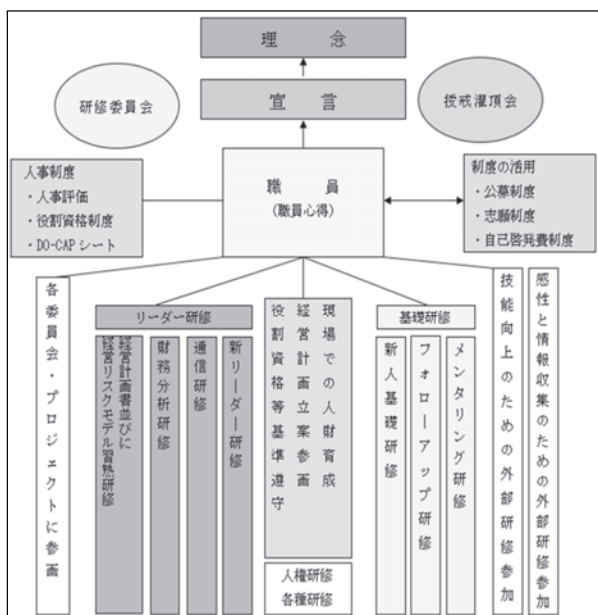 理　念
研修委員会
宣　言
授戒灌頂会
人事制度
・人事評価
・役割資格制度
・DO-CAPシート
職　員
(職員心得)
制度の活用
・公募制度
・志願制度
・自己啓発費制度
各委員会・プロジェクトに参画
リーダー研修
経営計画書並びに
経営リスクモデル習熟研修
財務分析研修
通信研修
新リーダー研修
現場での人財育成
経営計画立案参画
役割資格等基準遵守
人権研修
各種研修
基礎研修
新人基礎研修
フォローアップ研修
メンタリング研修
技能向上のための外部研修参加
感性と情報収集のための外部研修参加